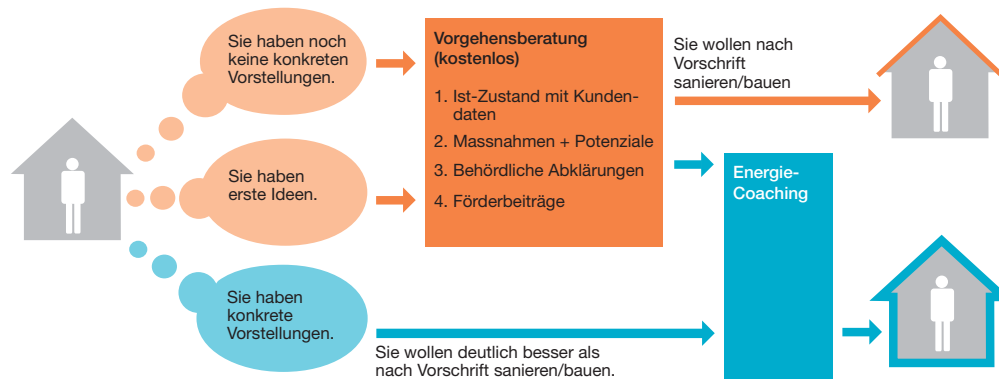 Sie haben noch
keine konkreten
Vorstellungen.
Sie haben
erste Ideen.
Sie haben
konkrete
Vorstellungen.
Vorgehensberatung
(kostenlos)
1. Ist-Zustand mit Kunden-
daten
2. Massnahmen + Potenziale
3. Behördliche Abklärungen
4. Förderbeiträge
Sie wollen nach
Vorschrift
sanieren/bauen
Energie-
Coaching
Sie wollen deutlich besser als
nach Vorschrift sanieren/bauen.